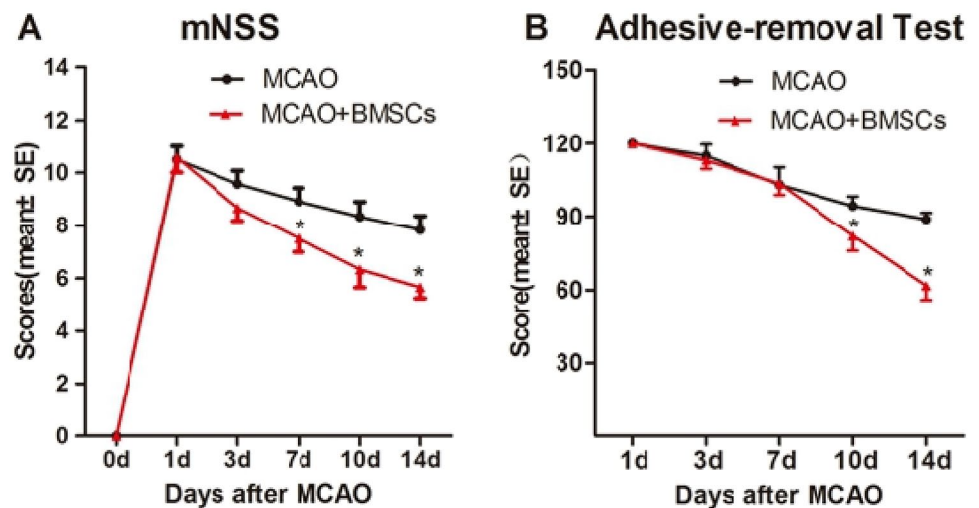 A mNSS
MCAO
MCAO+BMSCs
Scores(mean± SE)
14
12
10
8
6
4
2
0
* * *
0d 1d 3d 7d 10d 14d
Days after MCAO
B Adhesive-removal Test
MCAO
MCAO+BMSCs
Score(mean± SE)
150
120
90
60
30
* *
1d 3d 7d 10d 14d
Days after MCAO